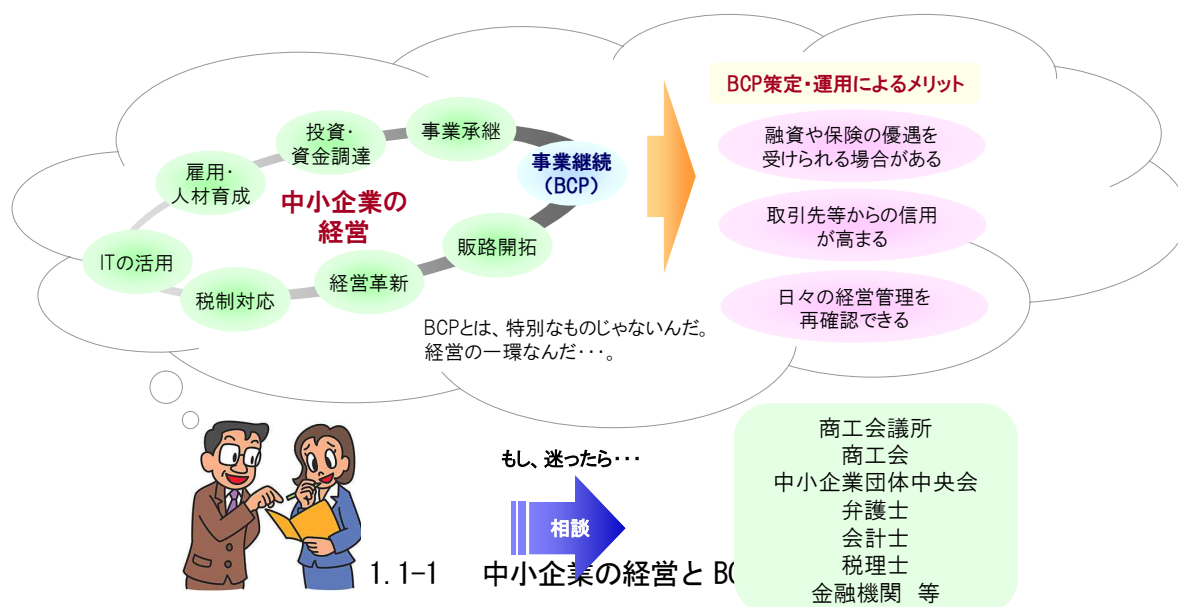 中小企業の
経営
投資・
資金調達
事業承継
事業継続
(BCP)
雇用・
人材育成
ITの活用
税制対応
経営革新
販路開拓
BCPとは、特別なものじゃないんだ。
経営の一環なんだ・・・。
BCP策定・運用によるメリット
融資や保険の優遇を
受けられる場合がある
取引先等からの信用
が高まる
日々の経営管理を
再確認できる
もし、迷ったら・・・
相談
商工会議所
商工会
中小企業団体中央会
弁護士
会計士
税理士
金融機関 等
1.1-1 中小企業の経営と BC